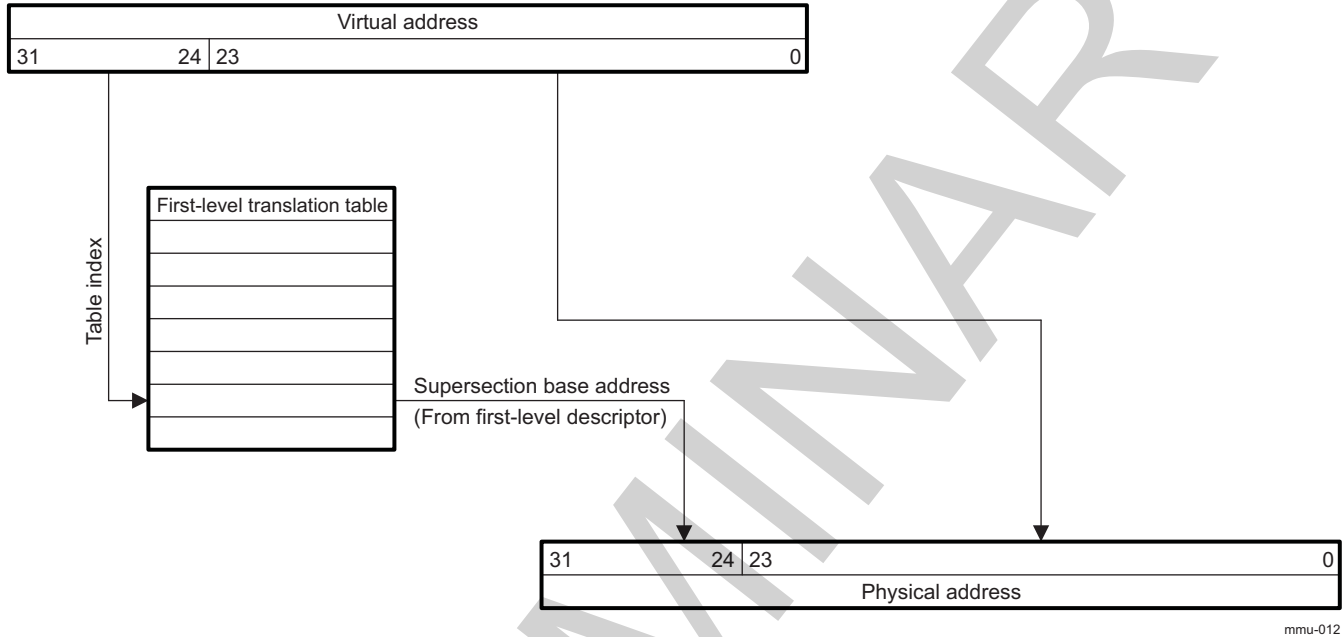 Virtual address
31 24 23 0
First-level translation table
Table index
Supersection base address
(From first-level descriptor)
31 24 23 0
Physical address
mmu-012
MINAR